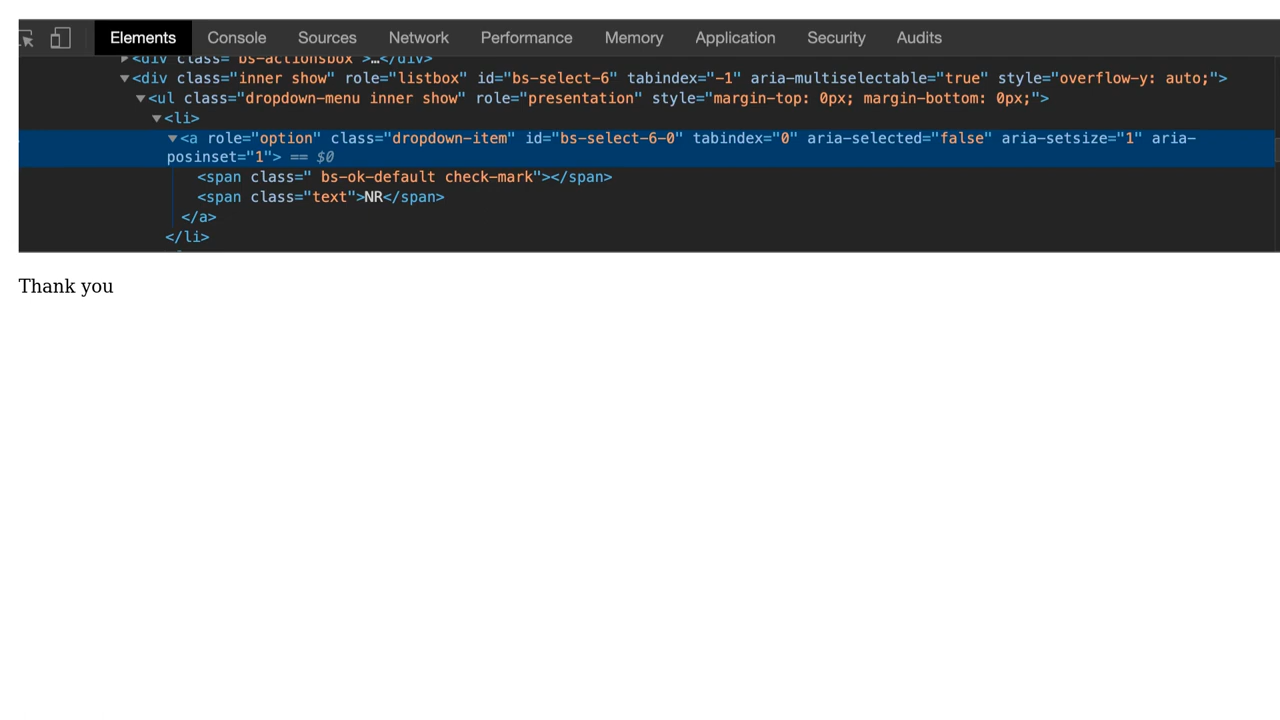 Elements Console Sources Network Performance Memory Application Security Audits
<div class="bs-actionsbox">…</div>
<div class="inner show" role="listbox" id="bs-select-6" tabindex="-1" aria-multiselectable="true" style="overflow-y: auto;">
<ul class="dropdown-menu inner show" role="presentation" style="margin-top: 0px; margin-bottom: 0px;">
<li>
<a role="option" class="dropdown-item" id="bs-select-6-0" tabindex="0" aria-selected="false" aria-setsize="1" aria-
posinset="1"> == $0
<span class=" bs-ok-default check-mark"></span>
<span class="text">NR</span>
</a>
</li>
Thank you